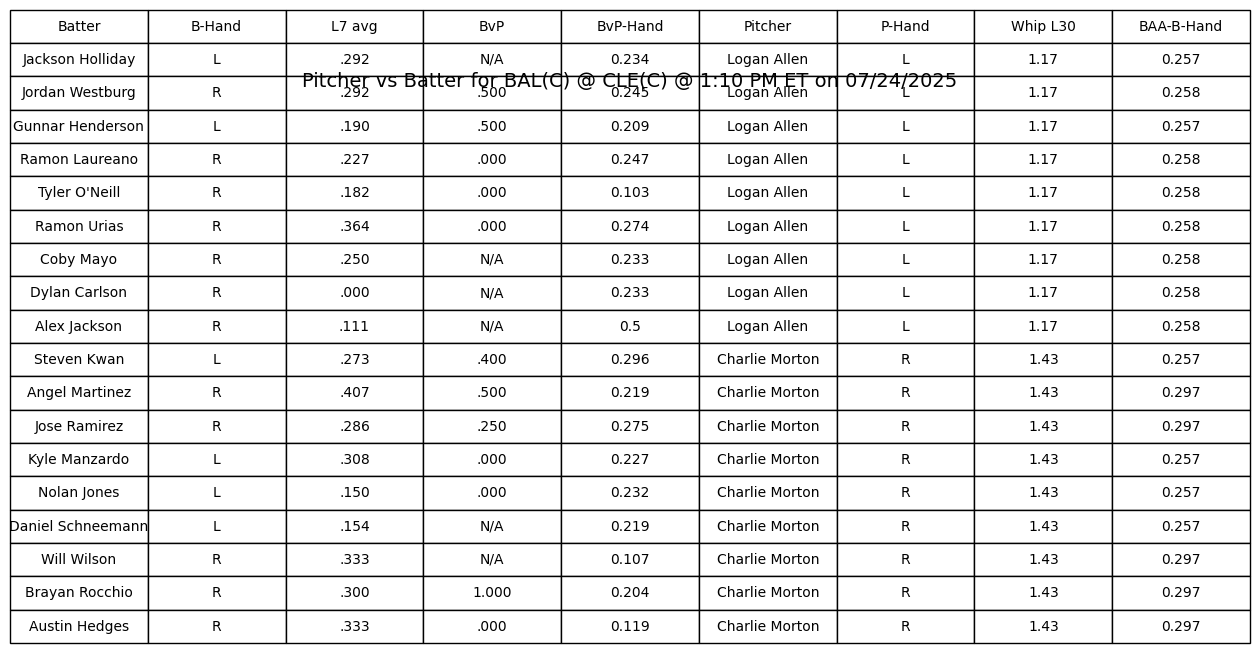 Batter B-Hand L7 avg BvP BvP-Hand Pitcher P-Hand Whip L30 BAA-B-Hand
Jackson Holliday L .292 N/A 0.234 Logan Allen L 1.17 0.257
Pitcher vs Batter for BAL(C) @ CLE(C) @ 1:10 PM ET on 07/24/2025
Jordan Westburg R .292 .500 0.245 Logan Allen L 1.17 0.258
Gunnar Henderson L .190 .500 0.209 Logan Allen L 1.17 0.257
Ramon Laureano R .227 .000 0.247 Logan Allen L 1.17 0.258
Tyler O'Neill R .182 .000 0.103 Logan Allen L 1.17 0.258
Ramon Urias R .364 .000 0.274 Logan Allen L 1.17 0.258
Coby Mayo R .250 N/A 0.233 Logan Allen L 1.17 0.258
Dylan Carlson R .000 N/A 0.233 Logan Allen L 1.17 0.258
Alex Jackson R .111 N/A 0.5 Logan Allen L 1.17 0.258
Steven Kwan L .273 .400 0.296 Charlie Morton R 1.43 0.257
Angel Martinez R .407 .500 0.219 Charlie Morton R 1.43 0.297
Jose Ramirez R .286 .250 0.275 Charlie Morton R 1.43 0.297
Kyle Manzardo L .308 .000 0.227 Charlie Morton R 1.43 0.257
Nolan Jones L .150 .000 0.232 Charlie Morton R 1.43 0.257
Daniel Schneemann L .154 N/A 0.219 Charlie Morton R 1.43 0.257
Will Wilson R .333 N/A 0.107 Charlie Morton R 1.43 0.297
Brayan Rocchio R .300 1.000 0.204 Charlie Morton R 1.43 0.297
Austin Hedges R .333 .000 0.119 Charlie Morton R 1.43 0.297